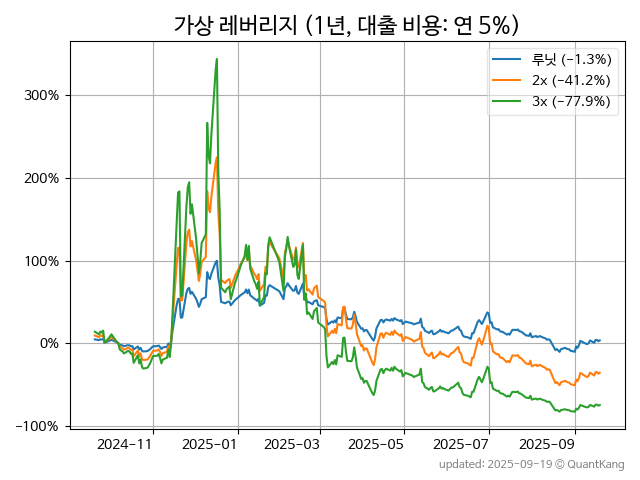 가상 레버리지 (1년, 대출 비용: 연 5%)
루닛 (−1.3%)
2x (−41.2%)
3x (−77.9%)
300%
200%
100%
0%
−100%
2024-11
2025-01
2025-03
2025-05
2025-07
2025-09
updated: 2025-09-19 © QuantKang